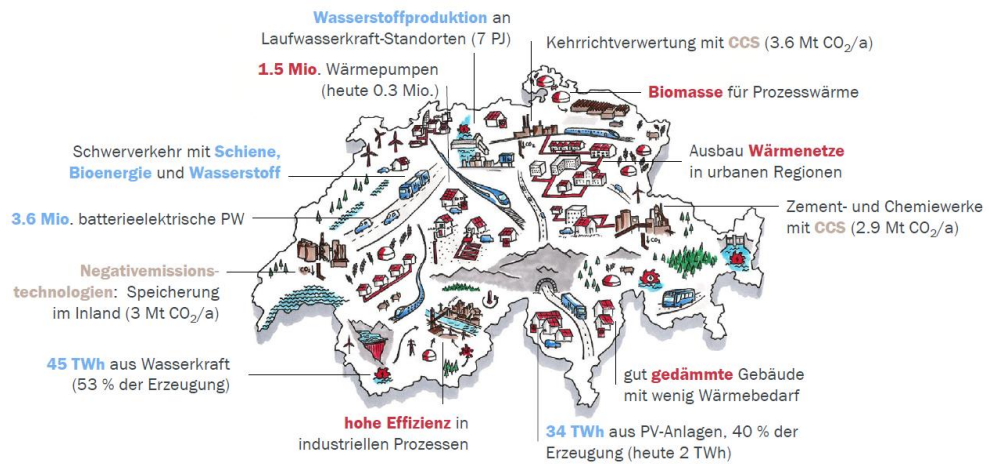 Wasserstoffproduktion an
Laufwasserkraft-Standorten (7 PJ)
Kehrrichtverwertung mit CCS (3.6 Mt CO₂/a)
1.5 Mio. Wärmepumpen
(heute 0.3 Mio.)
Biomasse für Prozesswärme
Schwerverkehr mit Schiene,
Bioenergie und Wasserstoff
Ausbau Wärmenetze
in urbanen Regionen
3.6 Mio. batterieelektrische PW
Zement- und Chemiewerke
mit CCS (2.9 Mt CO₂/a)
Negativemissions-
technologien: Speicherung
im Inland (3 Mt CO₂/a)
45 TWh aus Wasserkraft
(53 % der Erzeugung)
gut gedämmte Gebäude
mit wenig Wärmebedarf
hohe Effizienz in
industriellen Prozessen
34 TWh aus PV-Anlagen, 40 % der
Erzeugung (heute 2 TWh)
CO₂
CO₂
CO₂